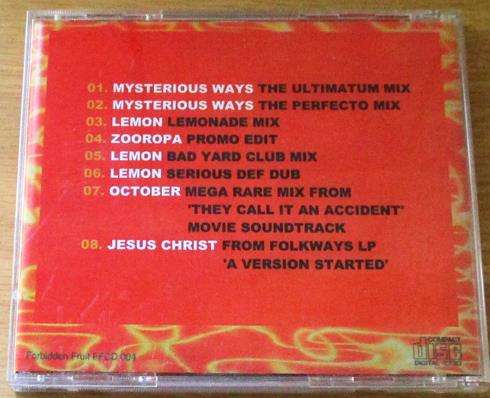 01. MYSTERIOUS WAYS THE ULTIMATUM MIX
02. MYSTERIOUS WAYS THE PERFECTO MIX
03. LEMON LEMONADE MIX
04. ZOOROPA PROMO EDIT
05. LEMON BAD YARD CLUB MIX
06. LEMON SERIOUS DEF DUB
07. OCTOBER MEGA RARE MIX FROM
'THEY CALL IT AN ACCIDENT'
MOVIE SOUNDTRACK
08. JESUS CHRIST FROM FOLKWAYS LP
'A VERSION STARTED'
Forbidden Fruit FFCD 004
COMPACT
disc
DIGITAL AUDIO